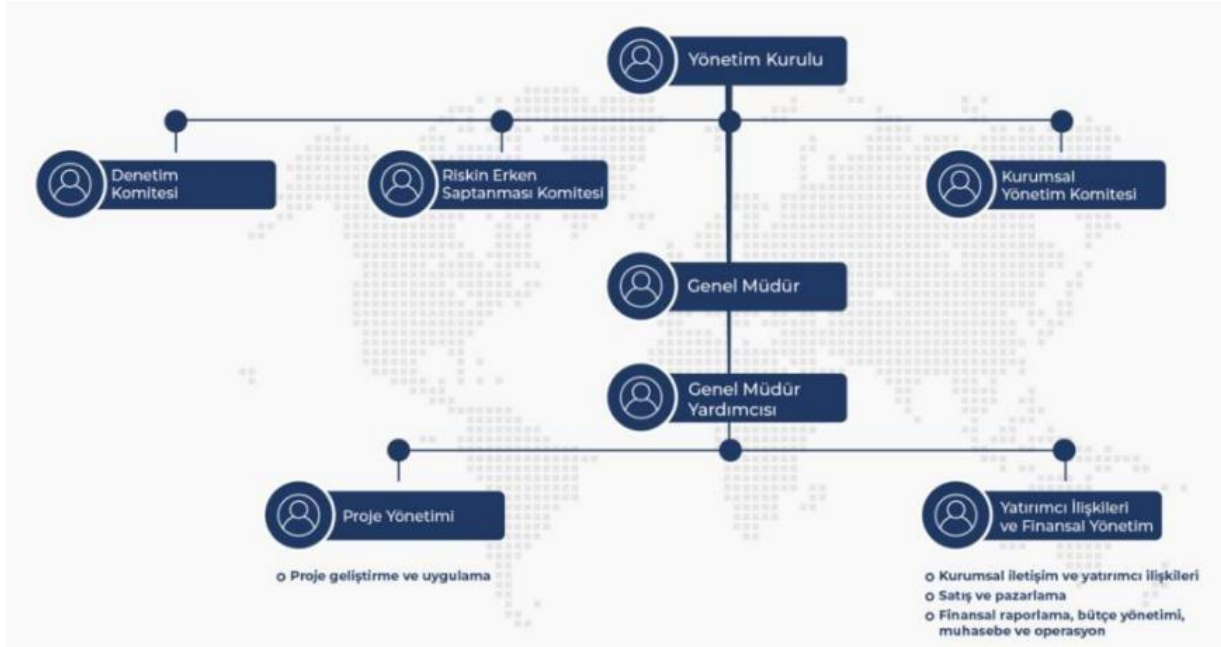 Yönetim Kurulu
Denetim
Komitesi
Riskin Erken
Saptanması Komitesi
Kurumsal
Yönetim Komitesi
Genel Müdür
Genel Müdür
Yardımcısı
Proje Yönetimi
Yatırımcı İlişkileri
ve Finansal Yönetim
Proje geliştirme ve uygulama
Kurumsal iletişim ve yatırımcı ilişkileri
Satış ve pazarlama
Finansal raporlama, bütçe yönetimi,
muhasebe ve operasyon